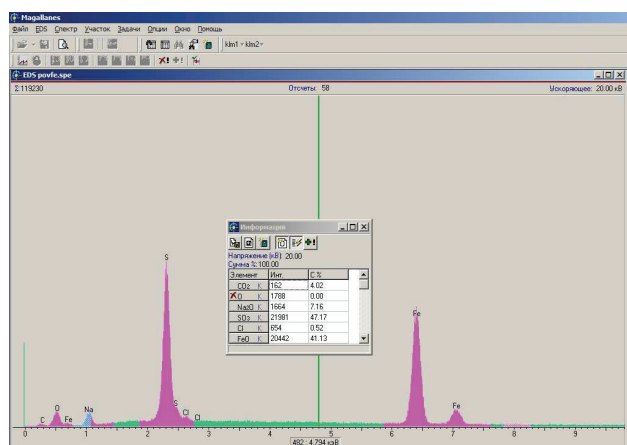 Magallanes
Файл EDS Спектр Участок Задачи Опции Окно Помощь
klm1 klm2
EDS povfe.spe
Σ:119230 Отсчеты: 58 Ускоряющее: 20.00 кВ
Информация
Напряжение (кВ): 20.00
Сумма %:100.00
Элемент Инт. C %
CO2 K 162 4.02
O K 1788 0.00
Na2O K 1664 7.16
SO3 K 21981 47.17
Cl K 654 0.52
FeO K 20442 41.13
S
Fe
C O Fe Na S Cl Cl Fe
0 1 2 3 4 5 6 7 8 9
482 : 4.794 кэВ